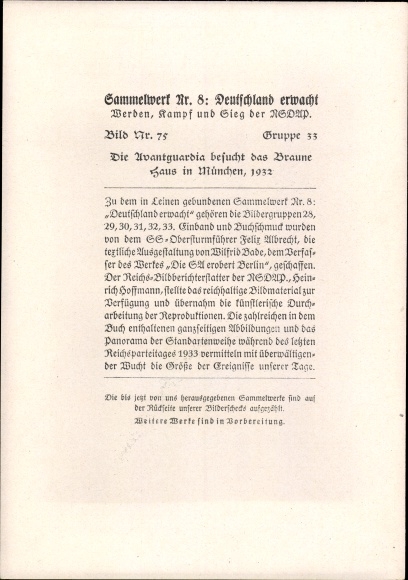 Sammelwerk Nr. 8: Deutschland erwacht
Werden, Kampf und Sieg der NSDAP.
Bild Nr. 75 Gruppe 33
Die Avantguardia besucht das Braune
Haus in München, 1932
Zu dem in Leinen gebundenen Sammelwerk Nr. 8:
„Deutschland erwacht“ gehören die Bildergruppen 28,
29, 30, 31, 32, 33. Einband und Buchschmuck wurden
von dem SS-Obersturmführer Felix Albrecht, die
textliche Ausgestaltung von Wilfrid Bade, dem Verfas-
ser des Werkes „Die SA erobert Berlin“, geschaffen.
Der Reichs-Bildberichterstatter der NSDAP., Hein-
rich Hoffmann, stellte das reichhaltige Bildmaterial zur
Verfügung und übernahm die künstlerische Durch-
arbeitung der Reproduktionen. Die zahlreichen in dem
Buch enthaltenen ganzseitigen Abbildungen und das
Panorama der Standartenweihe während des letzten
Reichsparteitages 1933 vermitteln mit überwältigen-
der Wucht die Größe der Ereignisse unserer Tage.
Die bis jetzt von uns herausgegebenen Sammelwerke sind auf
der Rückseite unserer Bilderschecks aufgezählt.
Weitere Werke sind in Vorbereitung.